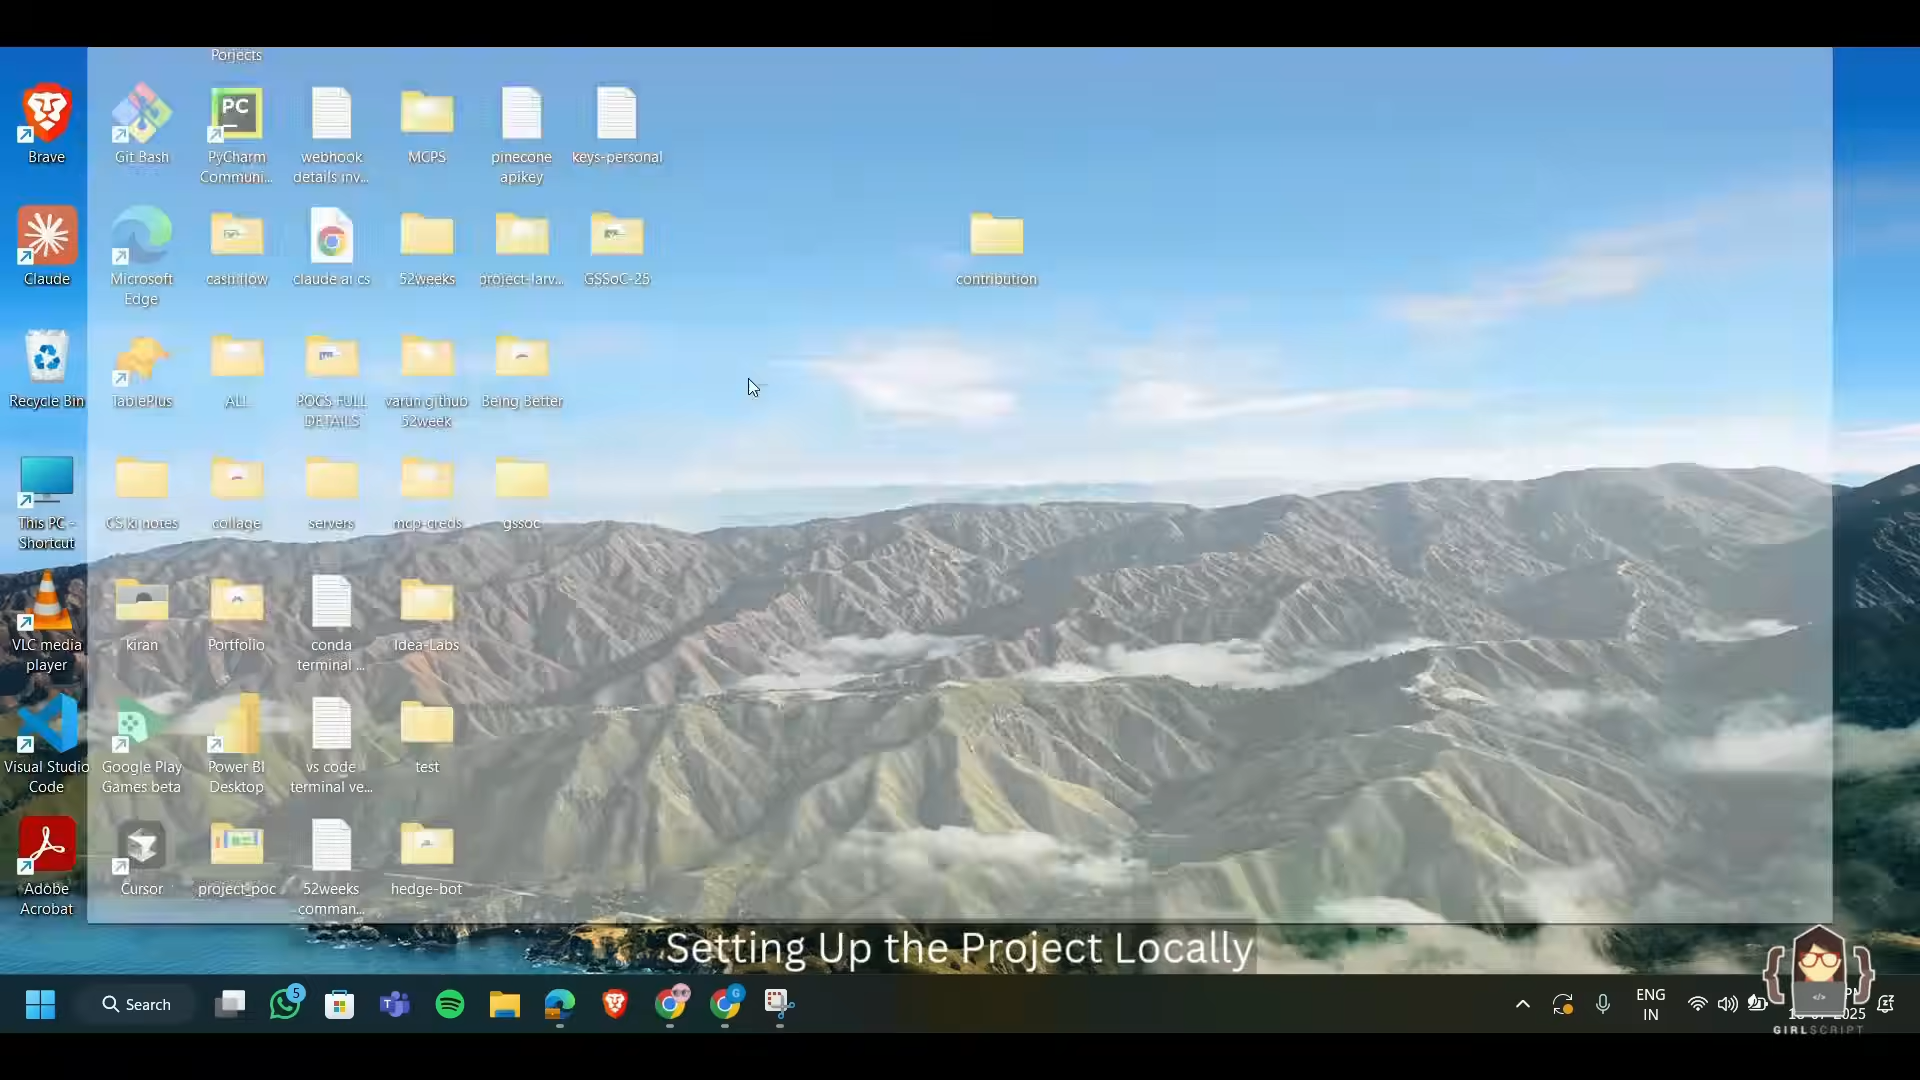 Porjects
Brave
Git Bash
PyCharm
Communi...
webhook
details inv...
MCPS
pinecone
apikey
keys-personal
Claude
Microsoft
Edge
cash flow
claude ai cs
52weeks
project-larv...
GSSoC-25
contribution
Recycle Bin
TablePlus
ALL
POCS FULL
DETAILS
varun github
52week
Being Better
This PC -
Shortcut
CS ki notes
collage
servers
mcp-creds
gssoc
VLC media
player
kiran
Portfolio
conda
terminal ...
Idea-Labs
Visual Studio
Code
Google Play
Games beta
Power BI
Desktop
vs code
terminal ve...
test
Adobe
Acrobat
Cursor
project_poc
52weeks
comman...
hedge-bot
Setting Up the Project Locally
Search
5
G
ENG
IN
2025
GIRLSCRIPT